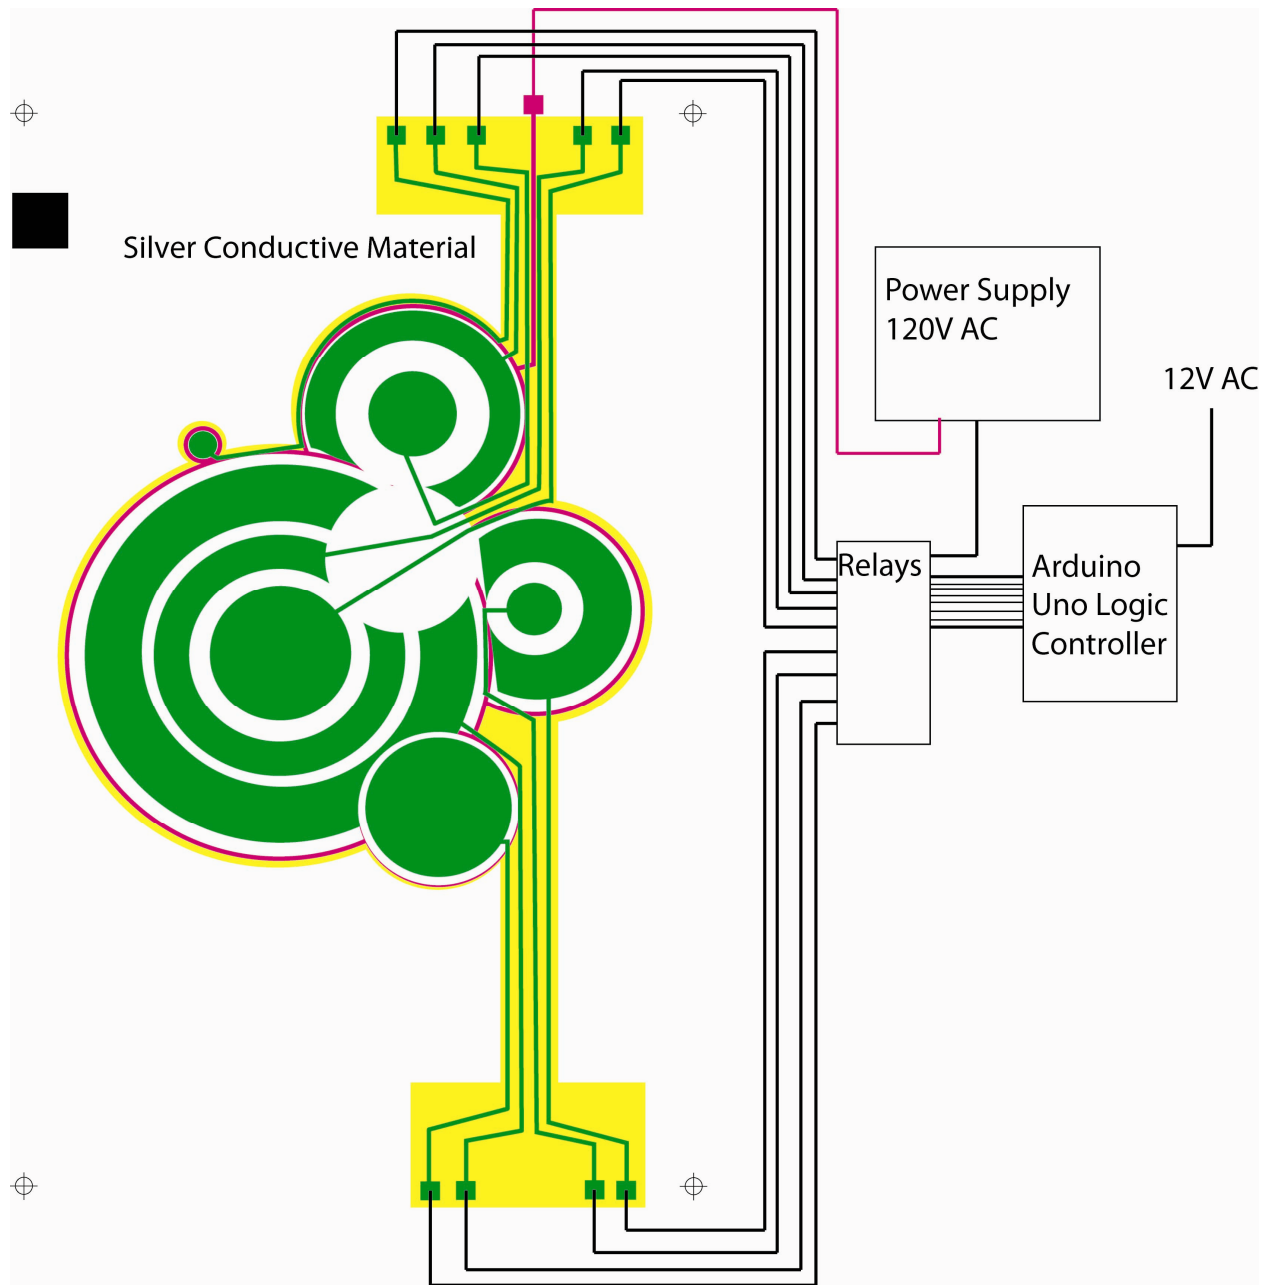 Silver Conductive Material
Power Supply
120V AC
12V AC
Relays
Arduino
Uno Logic
Controller